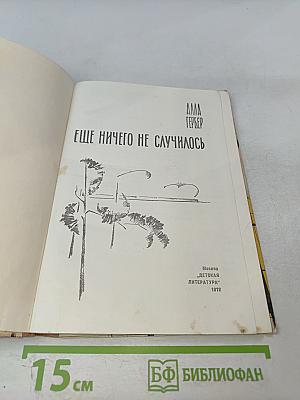 АЛЛА
ГЕРБЕР
ЕЩЕ НИЧЕГО НЕ СЛУЧИЛОСЬ
Москва
„ДЕТСКАЯ
ЛИТЕРАТУРА"
1972
15 см
БФ БИБЛИОФАН